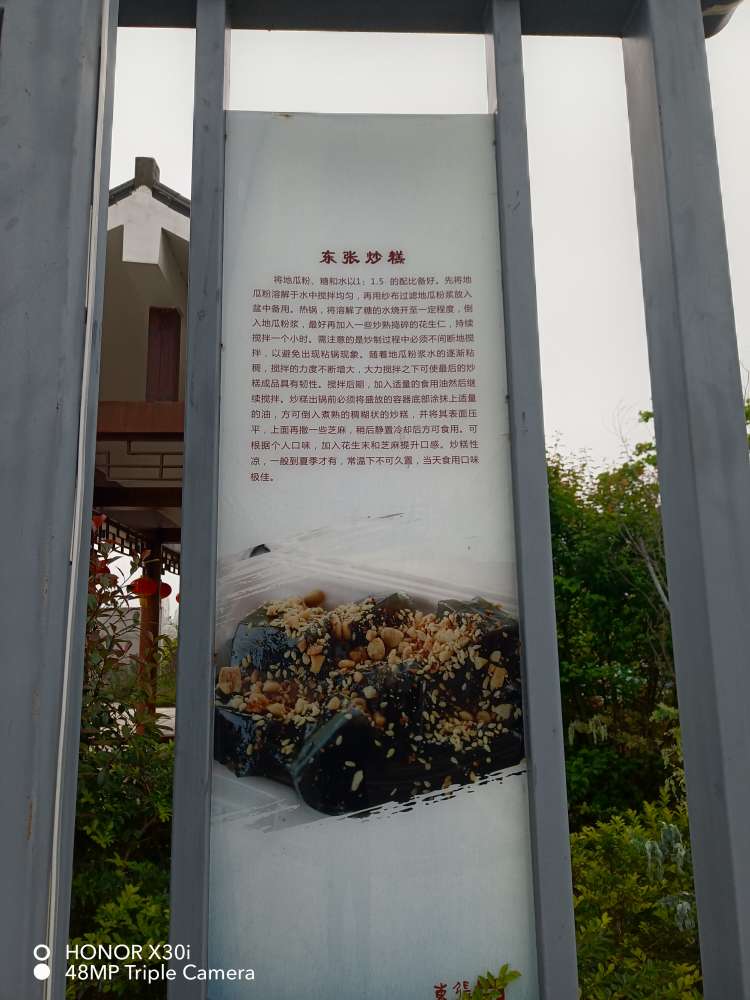 东张炒糕
将地瓜粉、糖和水以1：1.5 的配比备好。先将地
瓜粉溶解于水中搅拌均匀，再用纱布过滤地瓜粉浆放入
盆中备用。热锅，将溶解了糖的水烧开至一定程度，倒
入地瓜粉浆，最好再加入一些炒熟捣碎的花生仁，持续
搅拌一个小时。需注意的是炒制过程中必须不间断地搅
拌，以避免出现粘锅现象。随着地瓜粉浆水的逐渐粘
稠，搅拌的力度不断增大，大力搅拌之下可使最后的炒
糕成品具有韧性。搅拌后期，加入适量的食用油然后继
续搅拌。炒糕出锅前必须将盛放的容器底部涂抹上适量
的油，方可倒入煮熟的稠糊状的炒糕，并将其表面压
平，上面再撒一些芝麻，稍后静置冷却后方可食用。可
根据个人口味，加入花生末和芝麻提升口感。炒糕性
凉，一般到夏季才有，常温下不可久置，当天食用口味
极佳。
東張
HONOR X30i
48MP Triple Camera